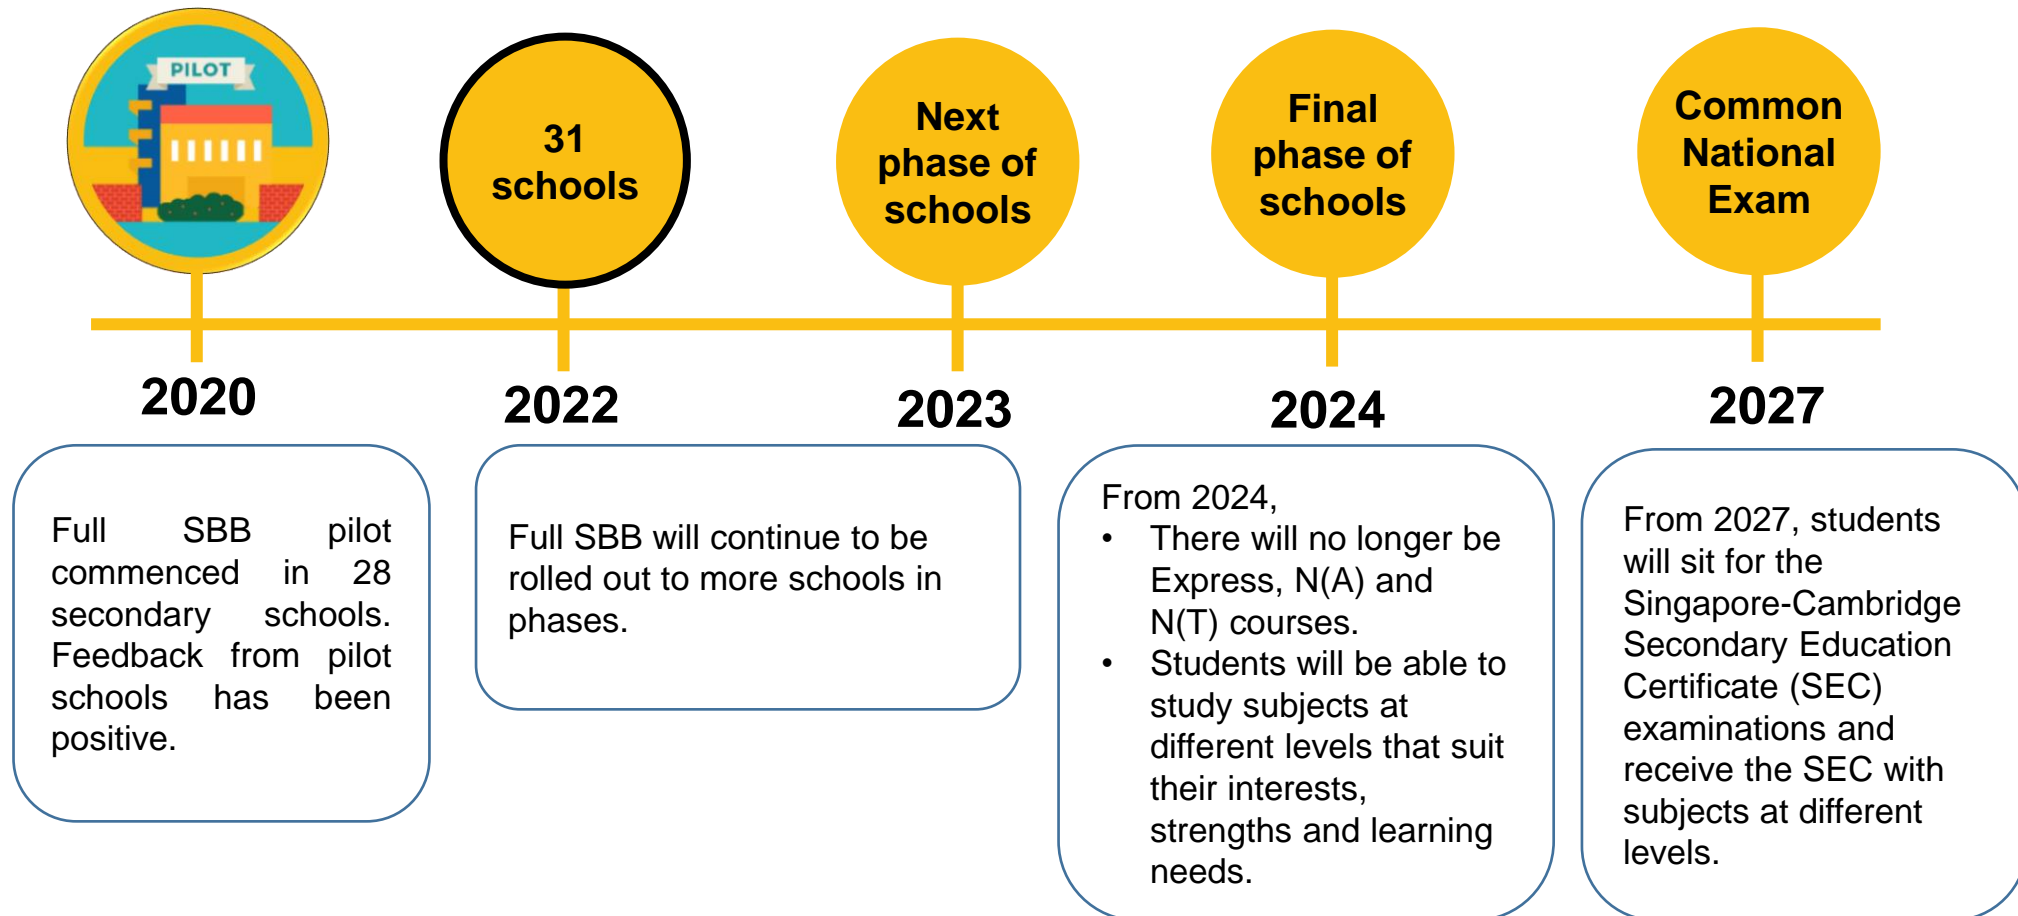 PILOT
31
schools
Next
phase of
schools
Final
phase of
schools
Common
National
Exam
2020
2022
2023
2024
2027
Full SBB pilot
commenced in 28
secondary schools.
Feedback from pilot
schools has been
positive.
Full SBB will continue to be
rolled out to more schools in
phases.
From 2024,
• There will no longer be
Express, N(A) and
N(T) courses.
• Students will be able to
study subjects at
different levels that suit
their interests,
strengths and learning
needs.
From 2027, students
will sit for the
Singapore-Cambridge
Secondary Education
Certificate (SEC)
examinations and
receive the SEC with
subjects at different
levels.